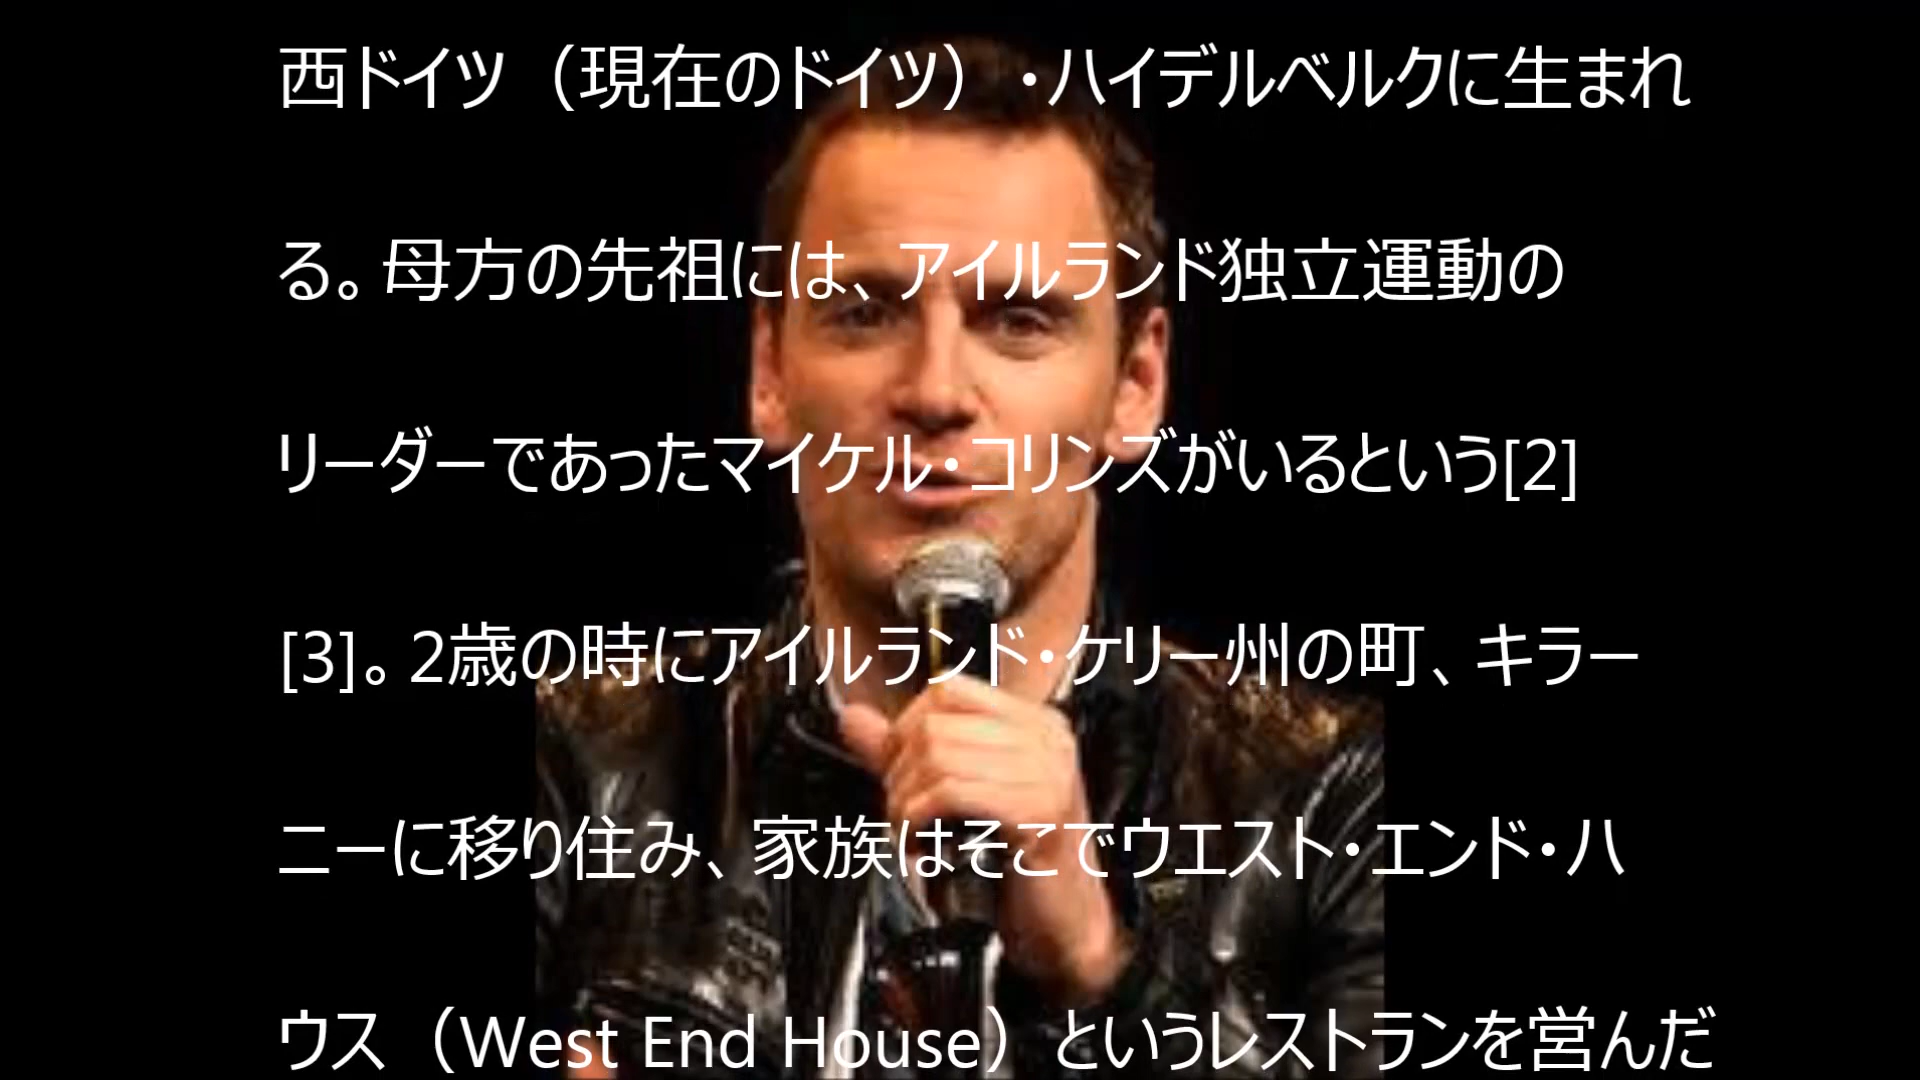 西ドイツ（現在のドイツ）・ハイデルベルクに生まれ
る。母方の先祖には、アイルランド独立運動の
リーダーであったマイケル・コリンズがいるという[2]
[3]。2歳の時にアイルランド・ケリー州の町、キラー
ニーに移り住み、家族はそこでウエスト・エンド・ハ
ウス（West End House）というレストランを営んだ